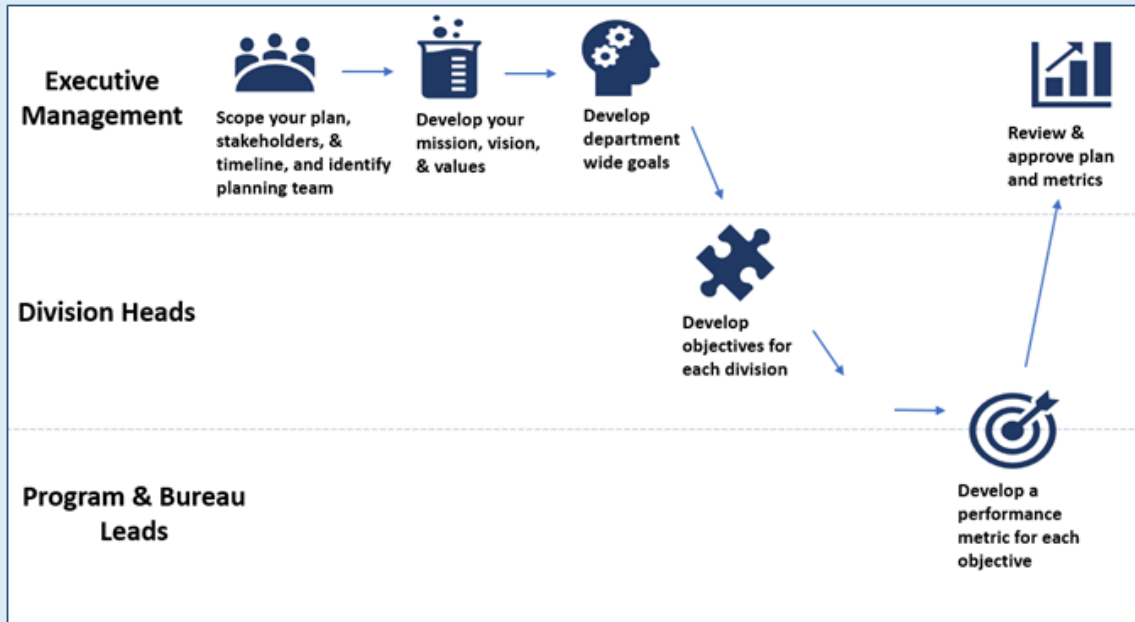 Executive
Management
Scope your plan,
stakeholders, &
timeline, and identify
planning team
Develop your
mission, vision,
& values
Develop
department
wide goals
Review &
approve plan
and metrics
Division Heads
Develop
objectives for
each division
Program & Bureau
Leads
Develop a
performance
metric for each
objective